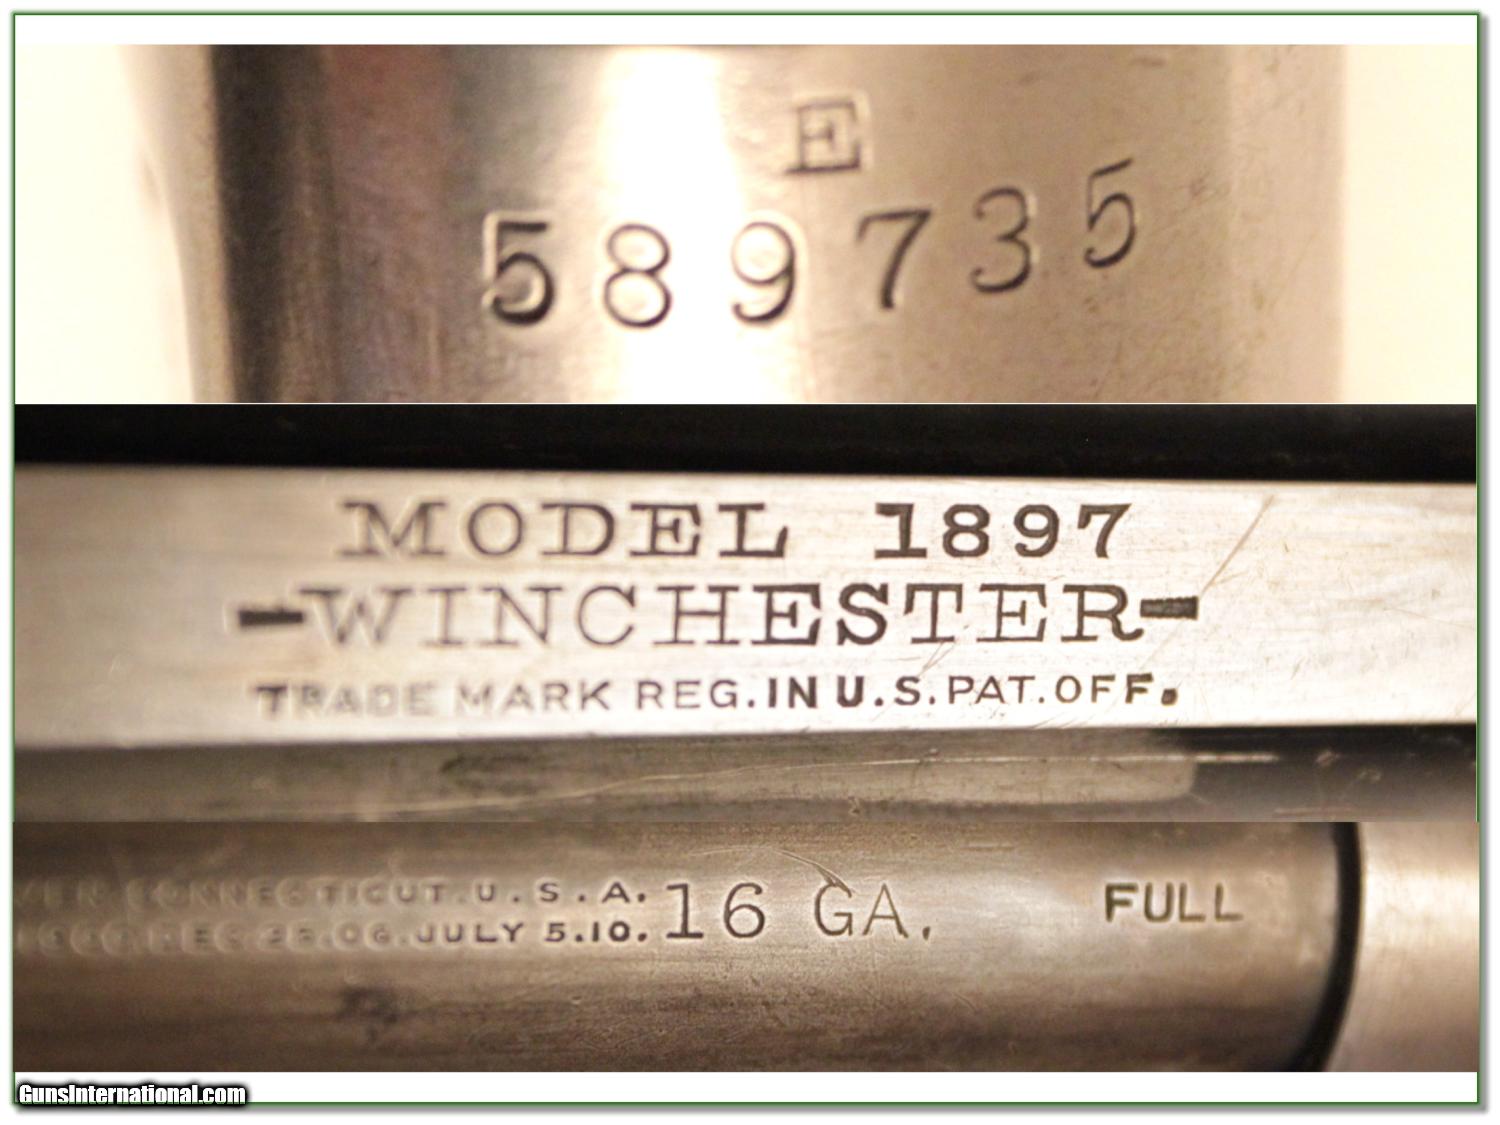 E
589735
MODEL 1897
-WINCHESTER-
TRADE MARK REG. IN U.S. PAT. OFF.
CONNECTICUT. U.S.A.
06. JULY 5.10. 16 GA. FULL
GunsInternational.com